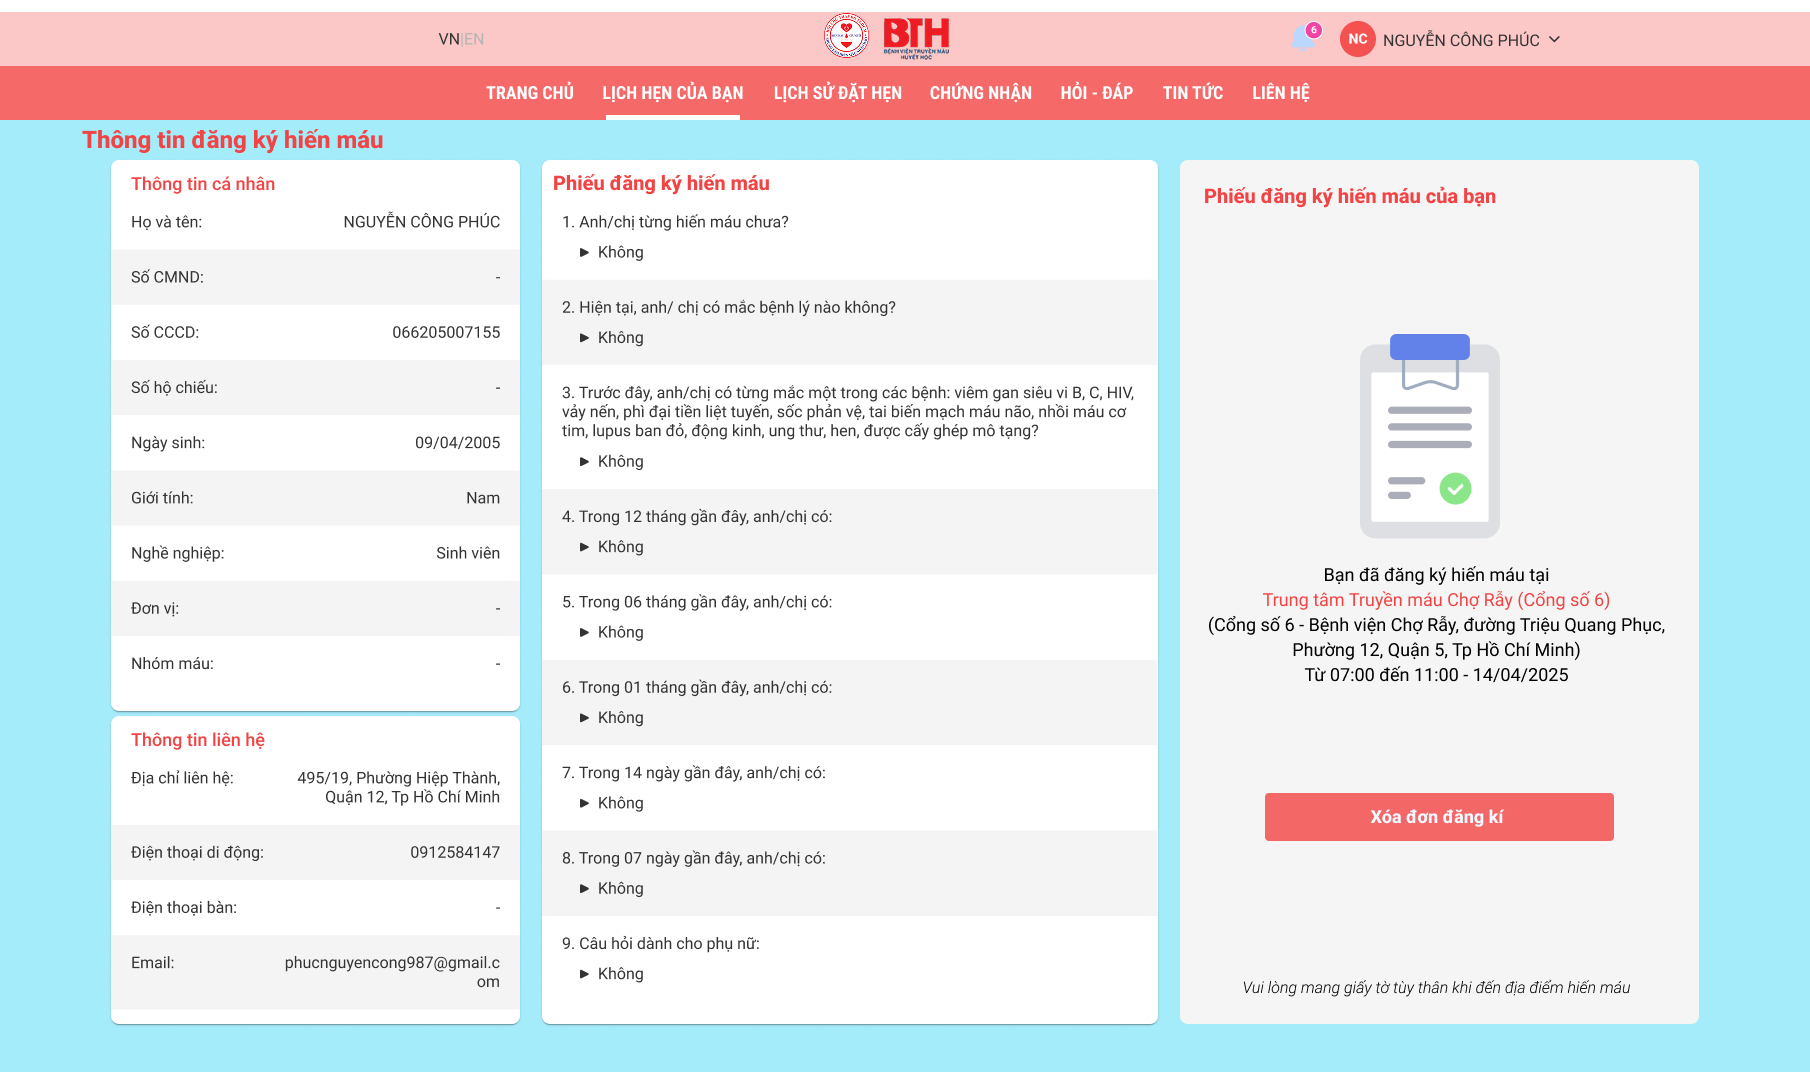 VN|EN
BTH
BỆNH VIỆN TRUYỀN MÁU
HUYẾT HỌC
6
NC
NGUYỄN CÔNG PHÚC
TRANG CHỦ
LỊCH HẸN CỦA BẠN
LỊCH SỬ ĐẶT HẸN
CHỨNG NHẬN
HỎI - ĐÁP
TIN TỨC
LIÊN HỆ
Thông tin đăng ký hiến máu
Thông tin cá nhân
Họ và tên: NGUYỄN CÔNG PHÚC
Số CMND: -
Số CCCD: 066205007155
Số hộ chiếu: -
Ngày sinh: 09/04/2005
Giới tính: Nam
Nghề nghiệp: Sinh viên
Đơn vị: -
Nhóm máu: -
Thông tin liên hệ
Địa chỉ liên hệ: 495/19, Phường Hiệp Thành,
Quận 12, Tp Hồ Chí Minh
Điện thoại di động: 0912584147
Điện thoại bàn: -
Email: phucnguyencong987@gmail.c
om
Phiếu đăng ký hiến máu
1. Anh/chị từng hiến máu chưa?
Không
2. Hiện tại, anh/ chị có mắc bệnh lý nào không?
Không
3. Trước đây, anh/chị có từng mắc một trong các bệnh: viêm gan siêu vi B, C, HIV,
vảy nến, phì đại tiền liệt tuyến, sốc phản vệ, tai biến mạch máu não, nhồi máu cơ
tim, lupus ban đỏ, động kinh, ung thư, hen, được cấy ghép mô tạng?
Không
4. Trong 12 tháng gần đây, anh/chị có:
Không
5. Trong 06 tháng gần đây, anh/chị có:
Không
6. Trong 01 tháng gần đây, anh/chị có:
Không
7. Trong 14 ngày gần đây, anh/chị có:
Không
8. Trong 07 ngày gần đây, anh/chị có:
Không
9. Câu hỏi dành cho phụ nữ:
Không
Phiếu đăng ký hiến máu của bạn
Bạn đã đăng ký hiến máu tại
Trung tâm Truyền máu Chợ Rẫy (Cổng số 6)
(Cổng số 6 - Bệnh viện Chợ Rẫy, đường Triệu Quang Phục,
Phường 12, Quận 5, Tp Hồ Chí Minh)
Từ 07:00 đến 11:00 - 14/04/2025
Xóa đơn đăng kí
Vui lòng mang giấy tờ tùy thân khi đến địa điểm hiến máu